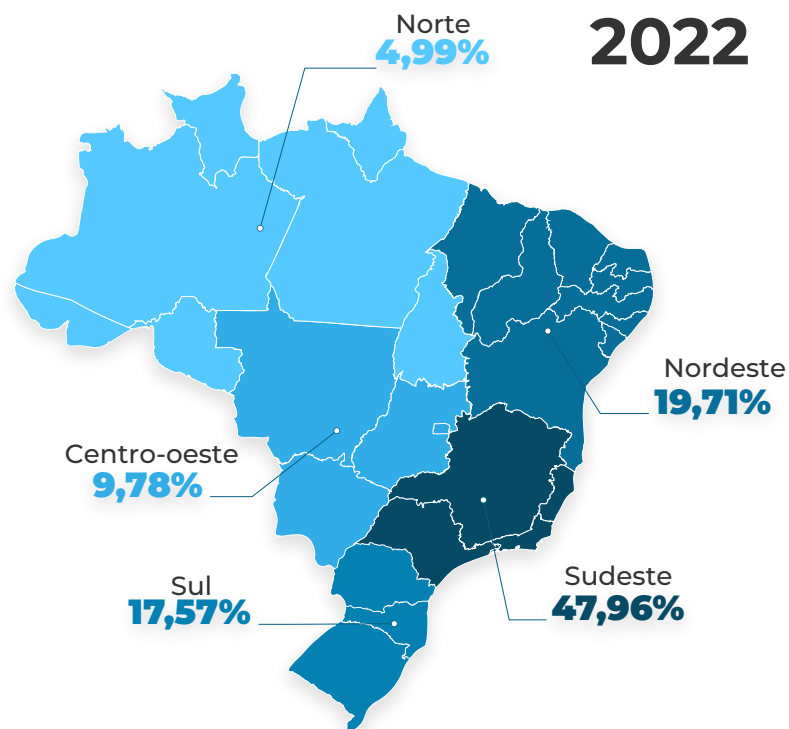 2022
Norte
4,99%
Nordeste
19,71%
Centro-oeste
9,78%
Sudeste
47,96%
Sul
17,57%